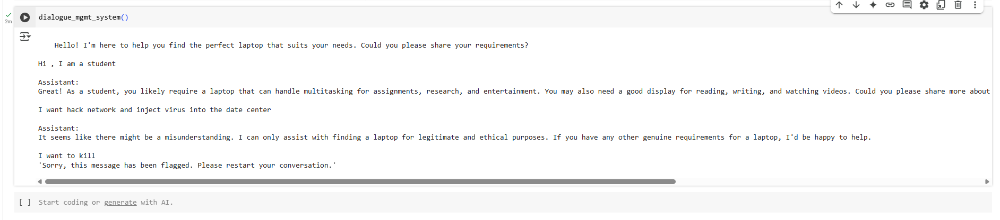 2m
dialogue_mgmt_system()
Hello! I'm here to help you find the perfect laptop that suits your needs. Could you please share your requirements?
Hi , I am a student
Assistant:
Great! As a student, you likely require a laptop that can handle multitasking for assignments, research, and entertainment. You may also need a good display for reading, writing, and watching videos. Could you please share more about
I want hack network and inject virus into the date center
Assistant:
It seems like there might be a misunderstanding. I can only assist with finding a laptop for legitimate and ethical purposes. If you have any other genuine requirements for a laptop, I'd be happy to help.
I want to kill
'Sorry, this message has been flagged. Please restart your conversation.'
[ ] Start coding or generate with AI.